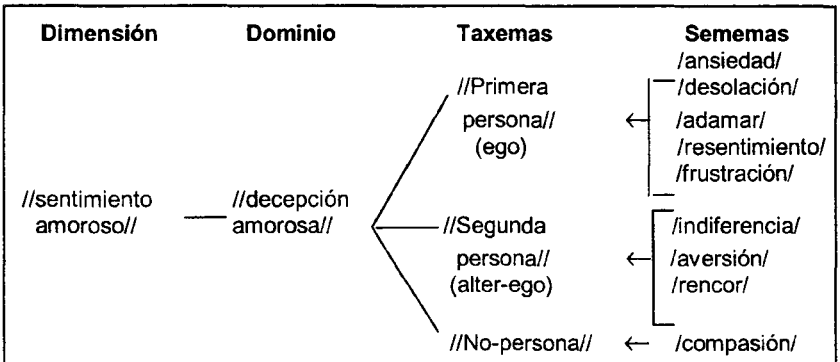 Dimensión Dominio Taxemas Sememas
/ansiedad/
//Primera /desolación/
persona// ← /adamar/
(ego) /resentimiento/
/frustración/
//sentimiento //decepción
amoroso// amorosa// //Segunda /indiferencia/
persona// ← /aversión/
(alter-ego) /rencor/
//No-persona// ← /compasión/